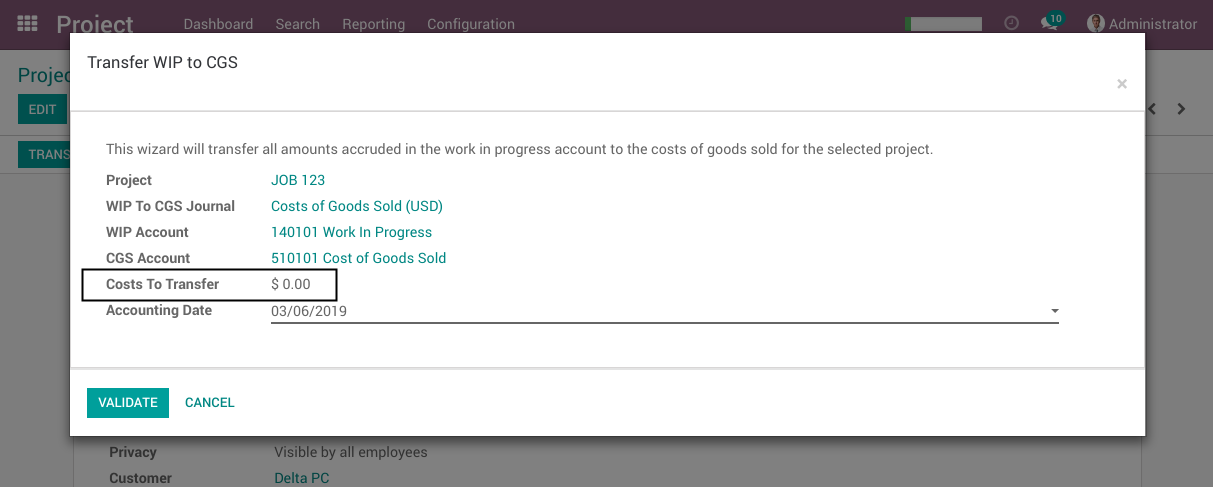 Project Dashboard Search Reporting Configuration 10 Administrator
Transfer WIP to CGS
×
Projec
EDIT
TRANS
This wizard will transfer all amounts accruded in the work in progress account to the costs of goods sold for the selected project.
Project JOB 123
WIP To CGS Journal Costs of Goods Sold (USD)
WIP Account 140101 Work In Progress
CGS Account 510101 Cost of Goods Sold
Costs To Transfer $ 0.00
Accounting Date 03/06/2019
VALIDATE CANCEL
Privacy Visible by all employees
Customer Delta PC